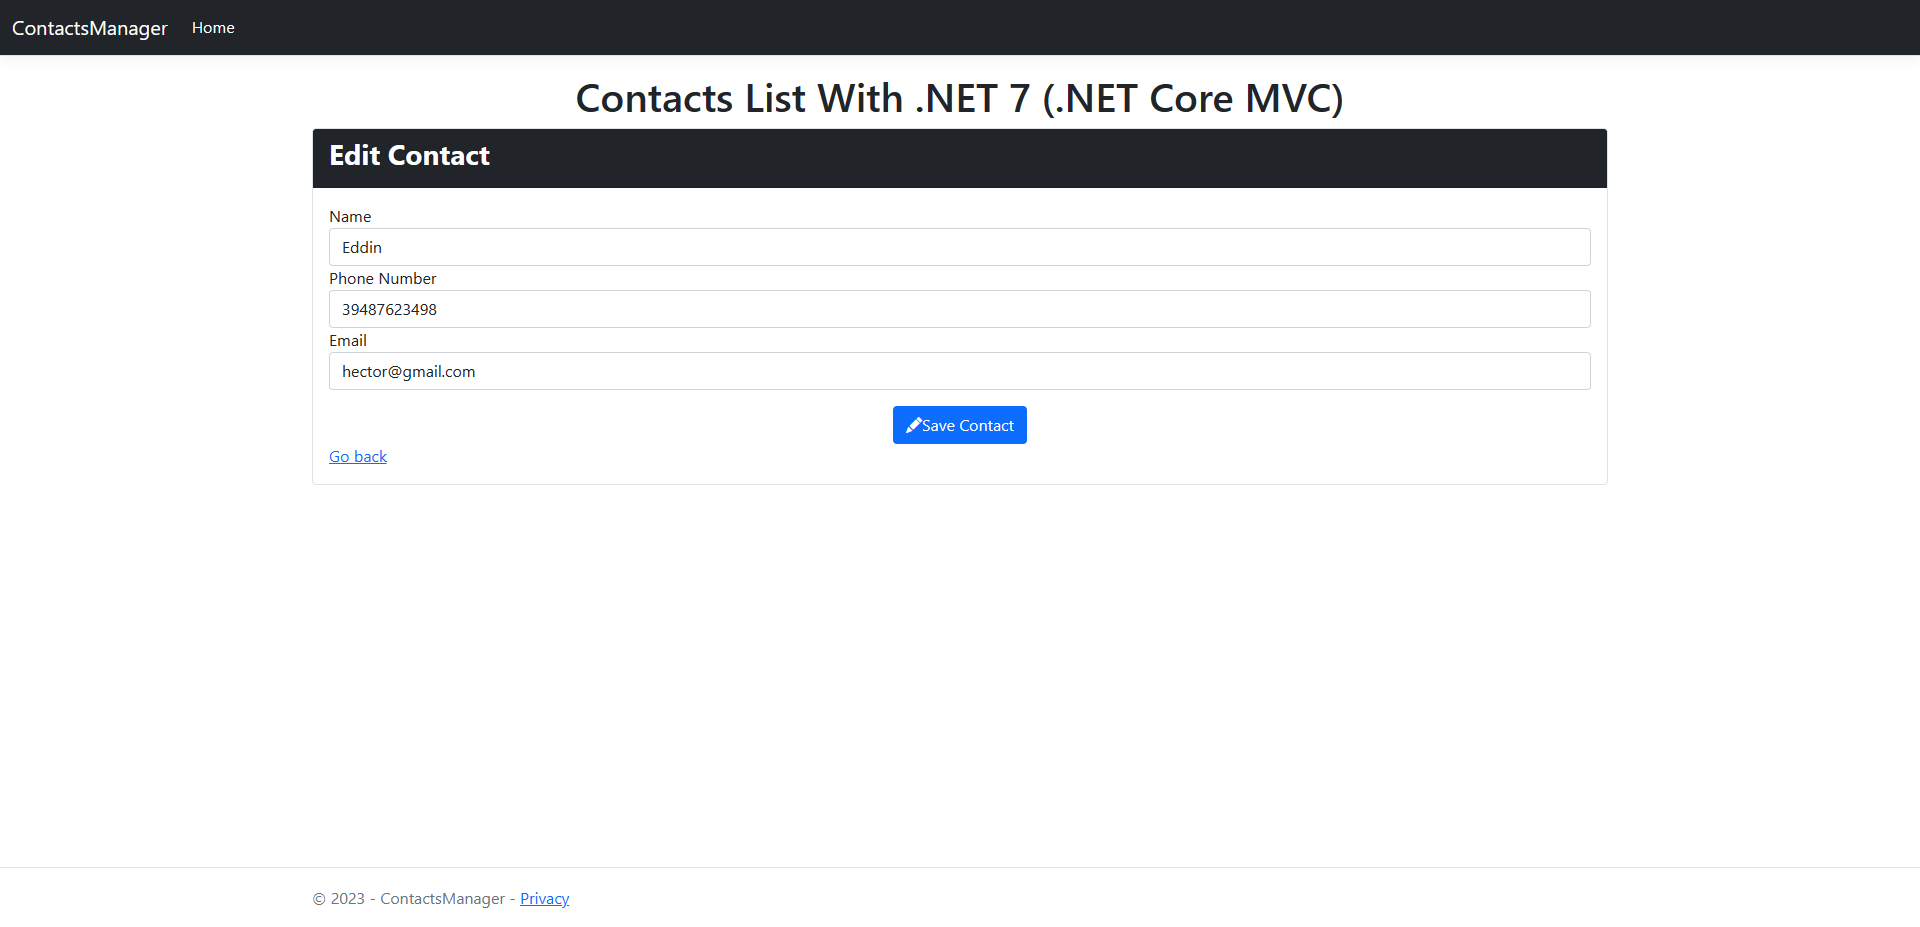 ContactsManager Home
Contacts List With .NET 7 (.NET Core MVC)
Edit Contact
Name
Eddin
Phone Number
39487623498
Email
hector@gmail.com
Save Contact
Go back
© 2023 - ContactsManager - Privacy